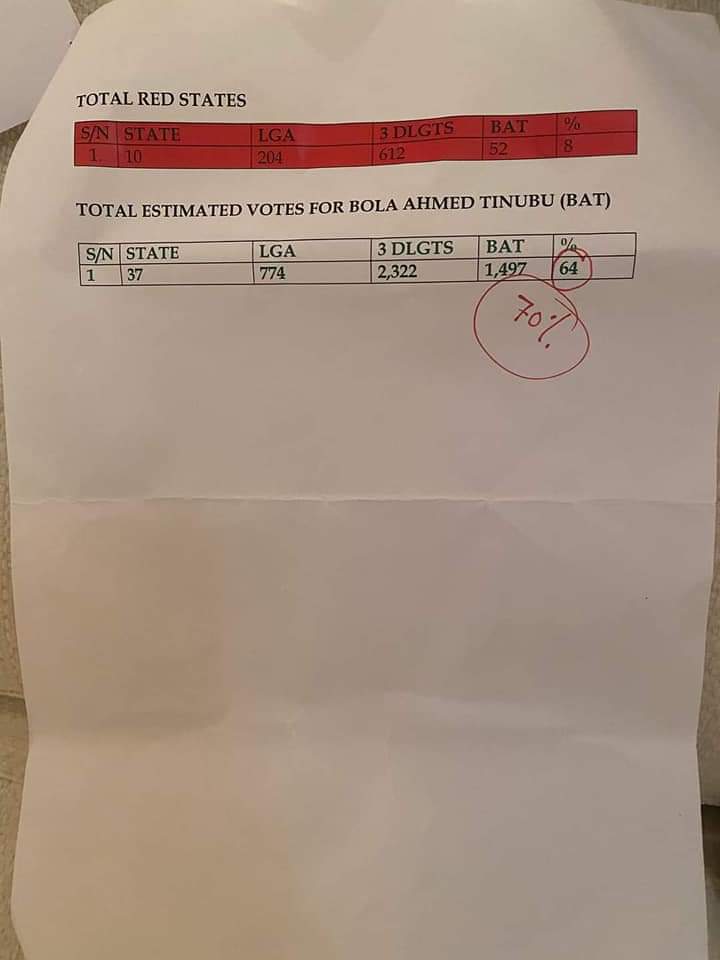 TOTAL RED STATES
S/N STATE LGA 3 DLGTS BAT %
1. 10 204 612 52 8
TOTAL ESTIMATED VOTES FOR BOLA AHMED TINUBU (BAT)
S/N STATE LGA 3 DLGTS BAT %
1 37 774 2,322 1,497 64
70%